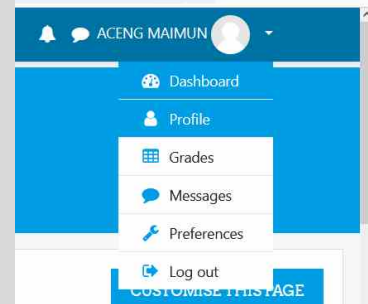 ACENG MAIMUN
Dashboard
Profile
Grades
Messages
Preferences
Log out
CUSTOMISE THIS PAGE